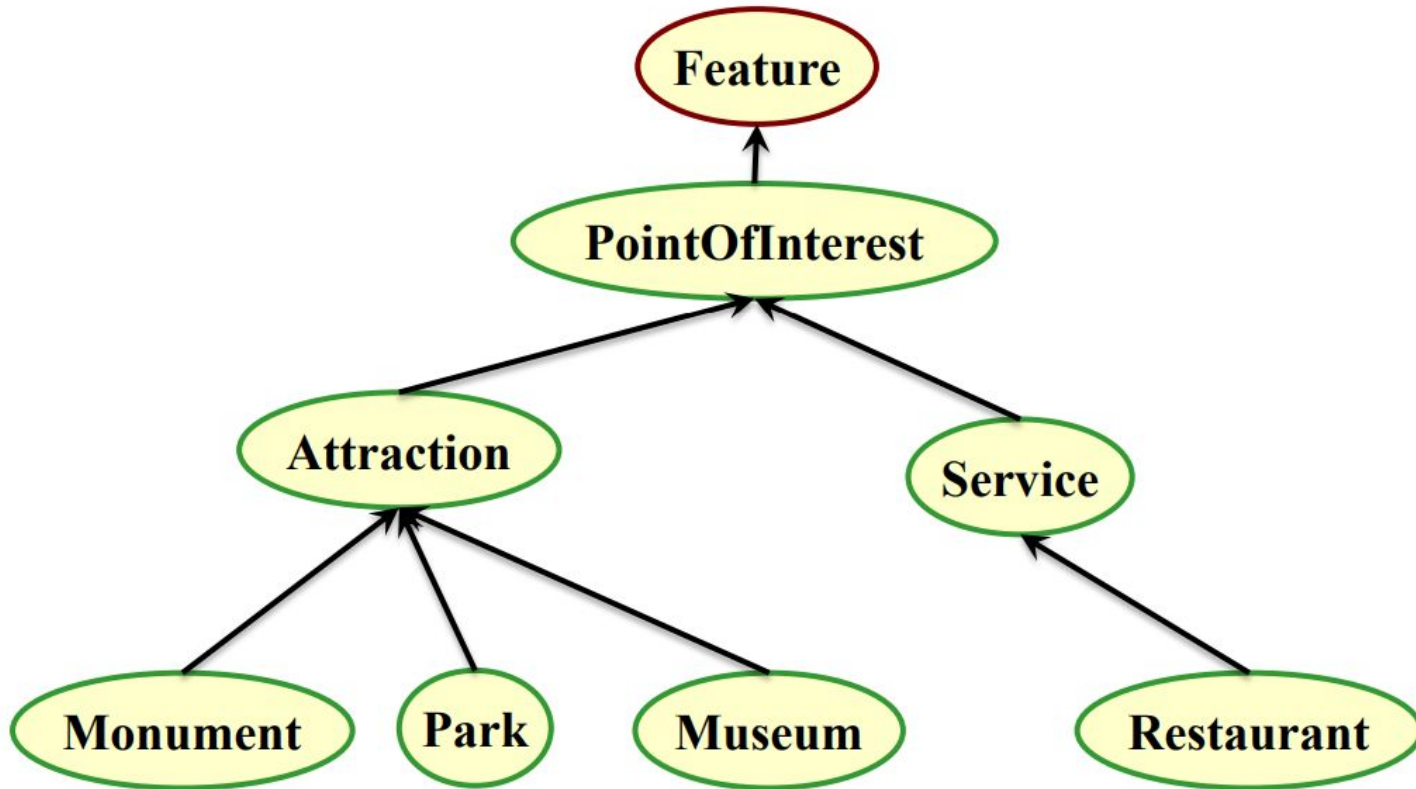 Feature
PointOfInterest
Attraction
Service
Monument
Park
Museum
Restaurant